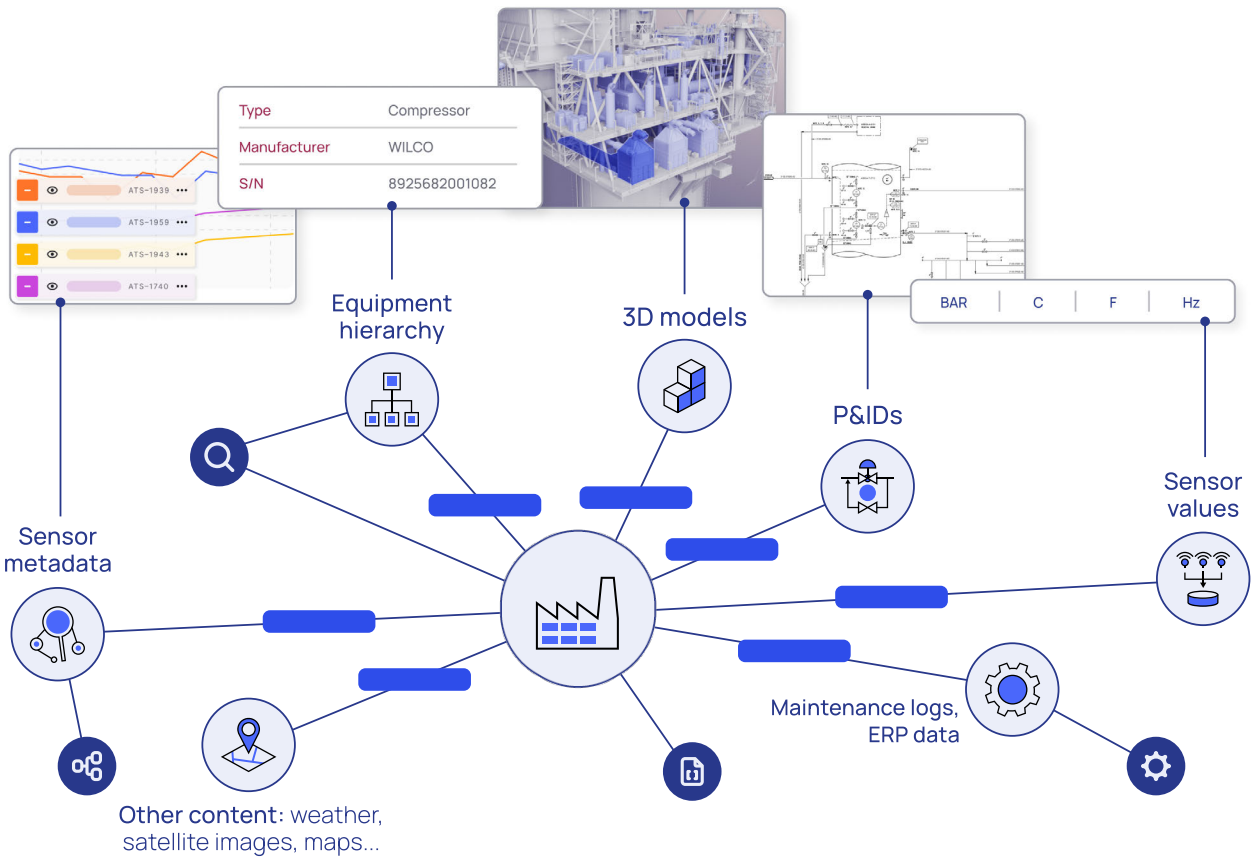 Type Compressor
Manufacturer WILCO
S/N 8925682001082
ATS-1939
ATS-1959
ATS-1943
ATS-1740
BAR C F Hz
Equipment
hierarchy
3D models
P&IDs
Sensor
values
Sensor
metadata
Maintenance logs,
ERP data
Other content: weather,
satellite images, maps...